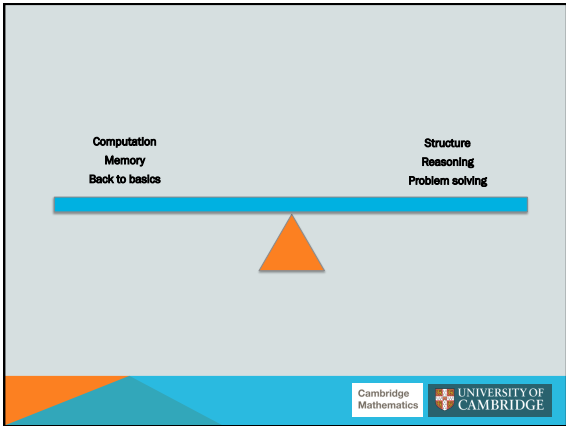 Computation
Memory
Back to basics
Structure
Reasoning
Problem solving
Cambridge
Mathematics
UNIVERSITY OF
CAMBRIDGE